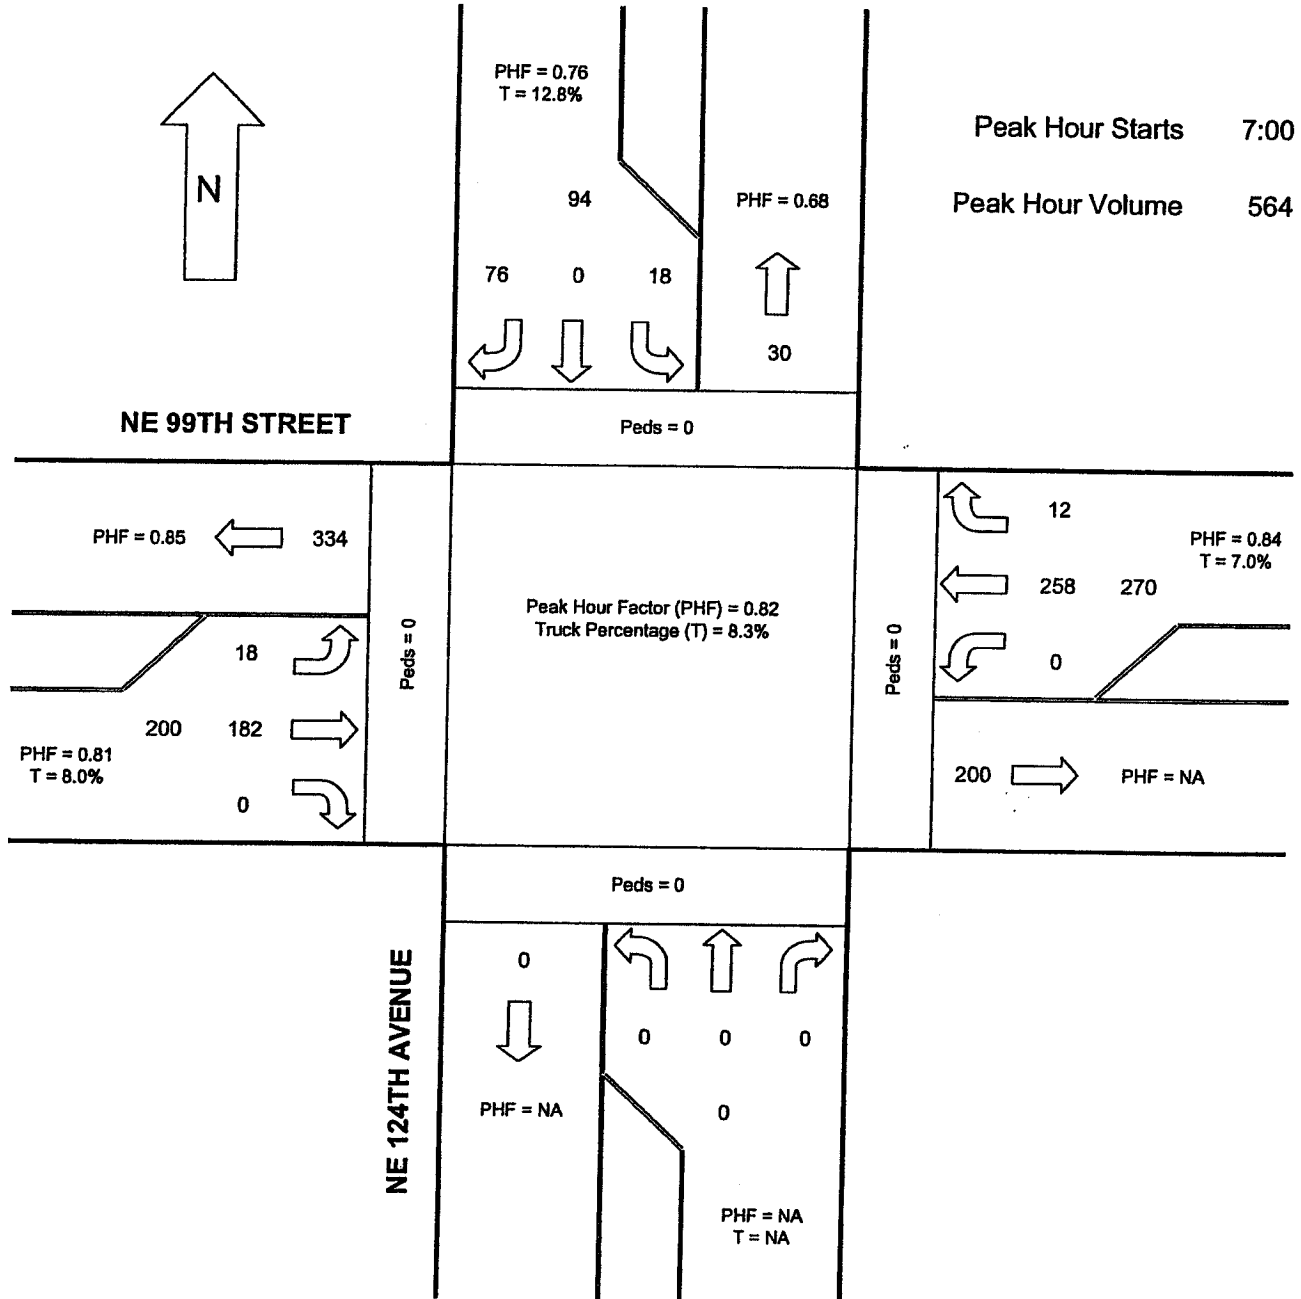 PHF = 0.76
T = 12.8%
Peak Hour Starts 7:00
N
94
PHF = 0.68
Peak Hour Volume 564
76 0 18
30
NE 99TH STREET
Peds = 0
12
PHF = 0.85 334
PHF = 0.84
T = 7.0%
258 270
Peak Hour Factor (PHF) = 0.82
Truck Percentage (T) = 8.3%
Peds = 0
Peds = 0
18
0
200 182
PHF = 0.81
T = 8.0%
0
200 PHF = NA
Peds = 0
NE 124TH AVENUE
0
0 0 0
PHF = NA
0
PHF = NA
T = NA